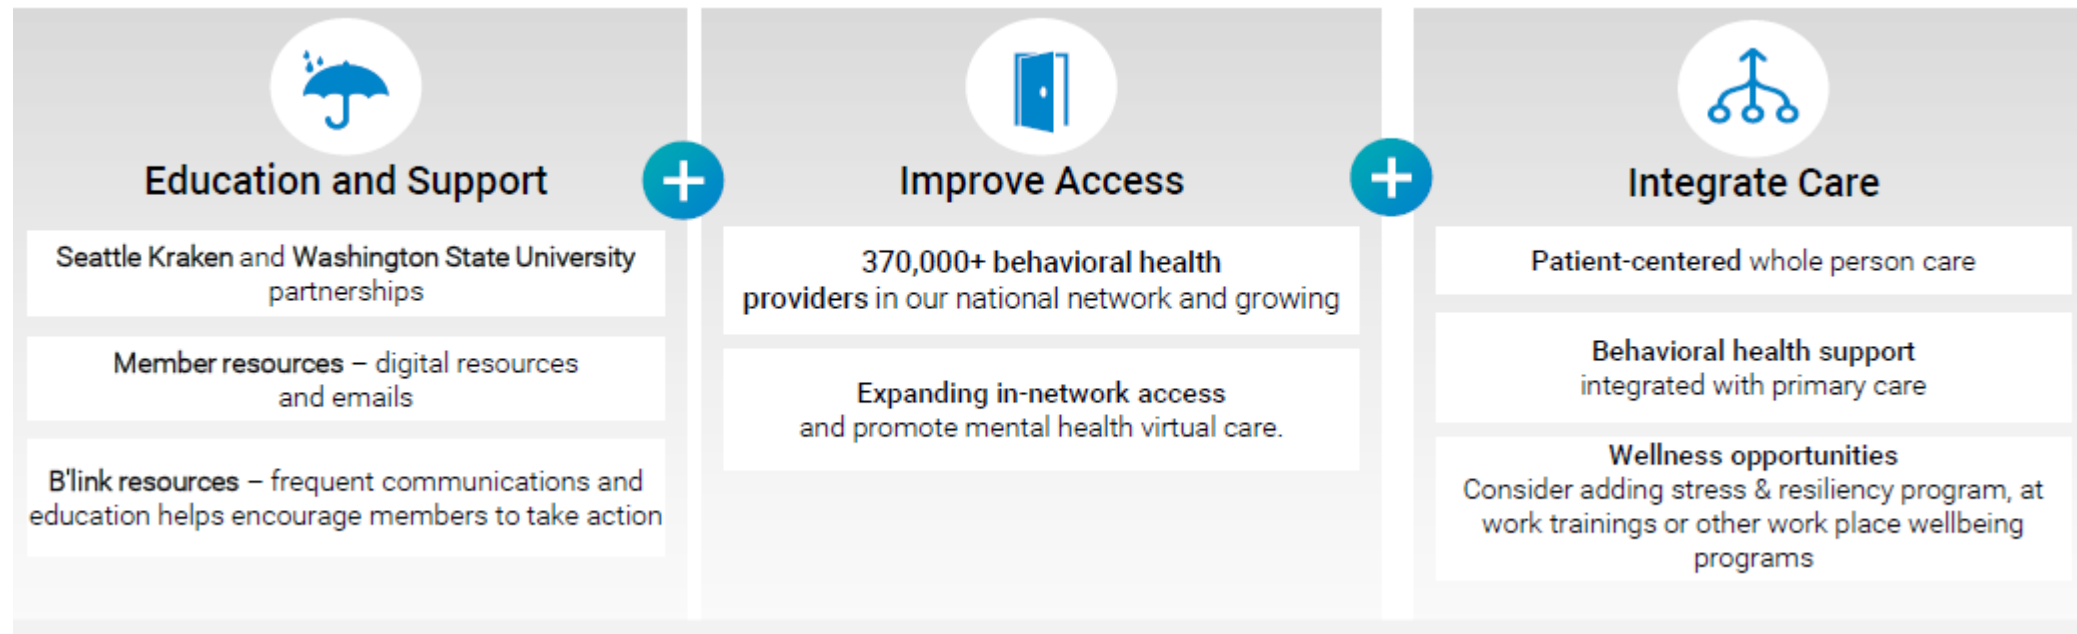 Education and Support
Seattle Kraken and Washington State University
partnerships
Member resources – digital resources
and emails
B'link resources – frequent communications and
education helps encourage members to take action
Improve Access
370,000+ behavioral health
providers in our national network and growing
Expanding in-network access
and promote mental health virtual care.
Integrate Care
Patient-centered whole person care
Behavioral health support
integrated with primary care
Wellness opportunities
Consider adding stress & resiliency program, at
work trainings or other work place wellbeing
programs